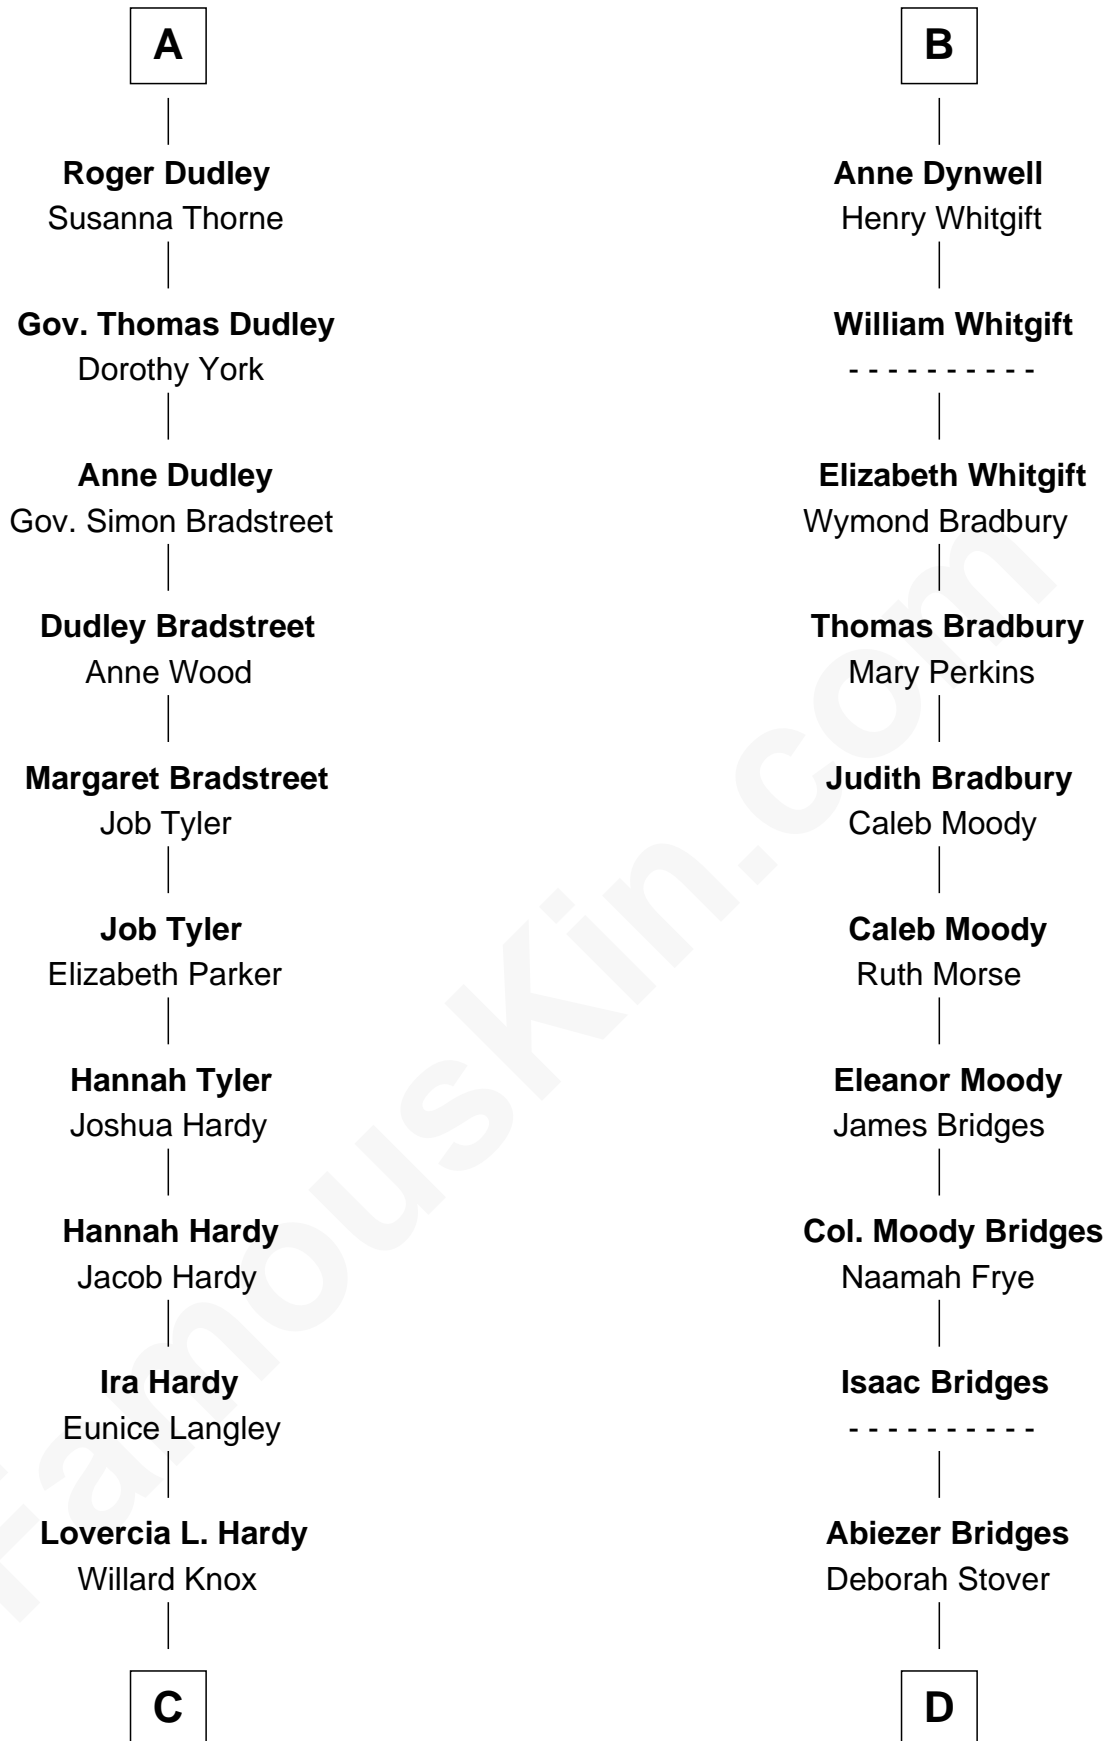 A
Roger Dudley
Susanna Thorne
Gov. Thomas Dudley
Dorothy York
Anne Dudley
Gov. Simon Bradstreet
Dudley Bradstreet
Anne Wood
Margaret Bradstreet
Job Tyler
Job Tyler
Elizabeth Parker
Hannah Tyler
Joshua Hardy
Hannah Hardy
Jacob Hardy
Ira Hardy
Eunice Langley
Lovercia L. Hardy
Willard Knox
C
B
Anne Dynwell
Henry Whitgift
William Whitgift
- - - - - - - - - -
Elizabeth Whitgift
Wymond Bradbury
Thomas Bradbury
Mary Perkins
Judith Bradbury
Caleb Moody
Caleb Moody
Ruth Morse
Eleanor Moody
James Bridges
Col. Moody Bridges
Naamah Frye
Isaac Bridges
- - - - - - - - - -
Abiezer Bridges
Deborah Stover
D
FamousKin.com